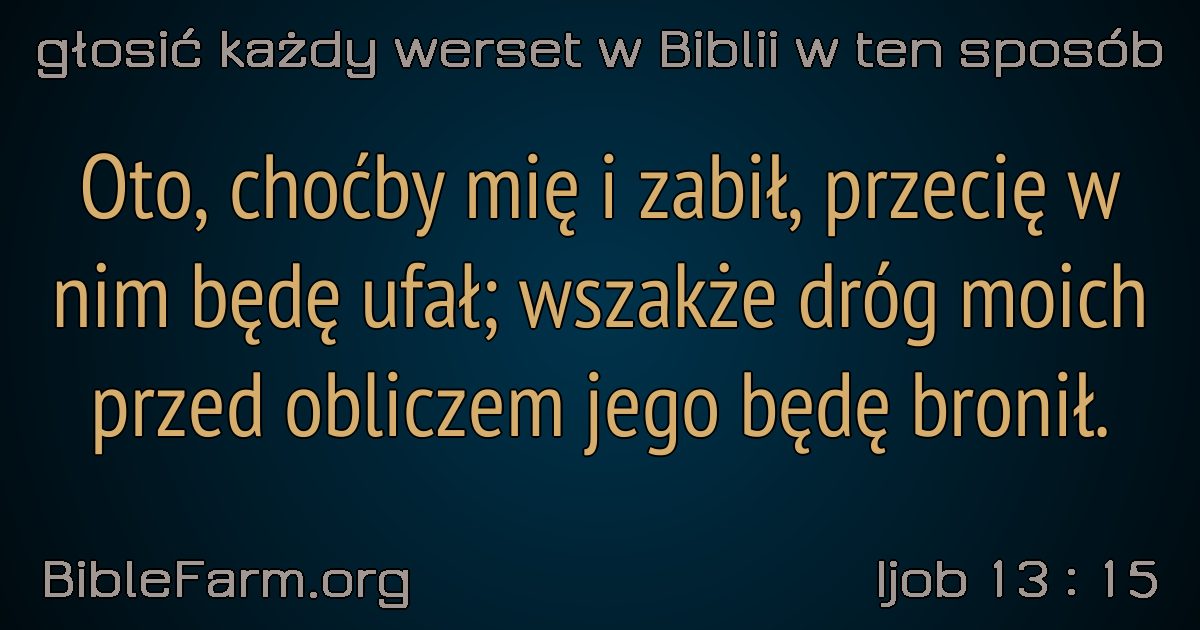 głosić każdy werset w Biblii w ten sposób
Oto, choćby mię i zabił, przecię w
nim będę ufał; wszakże dróg moich
przed obliczem jego będę bronił.
BibleFarm.org
Ijob 13 : 15